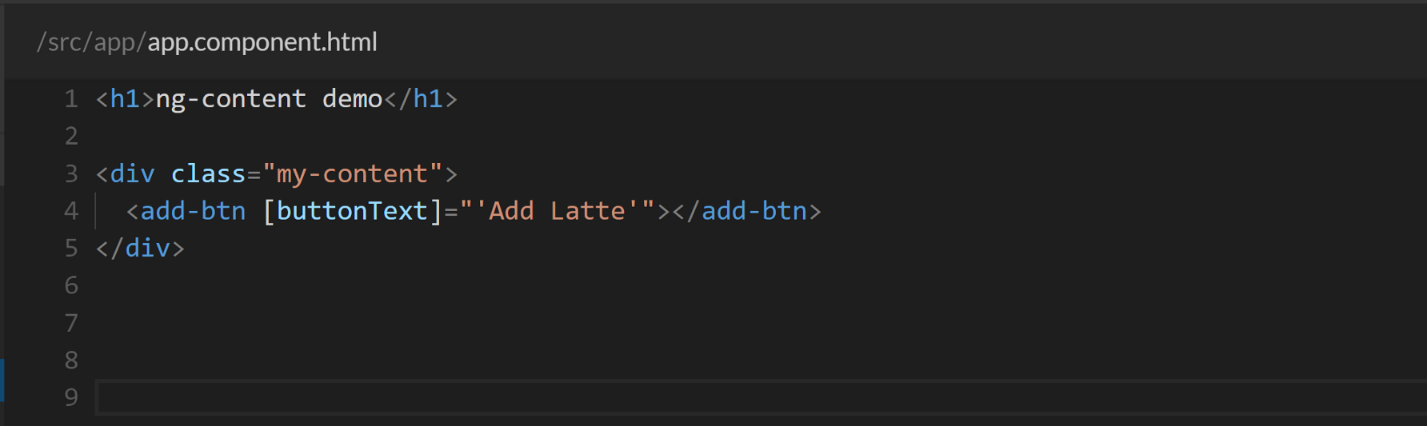 /src/app/app.component.html
1 <h1>ng-content demo</h1>
2
3 <div class="my-content">
4   <add-btn [buttonText]="'Add Latte'"></add-btn>
5 </div>
6
7
8
9